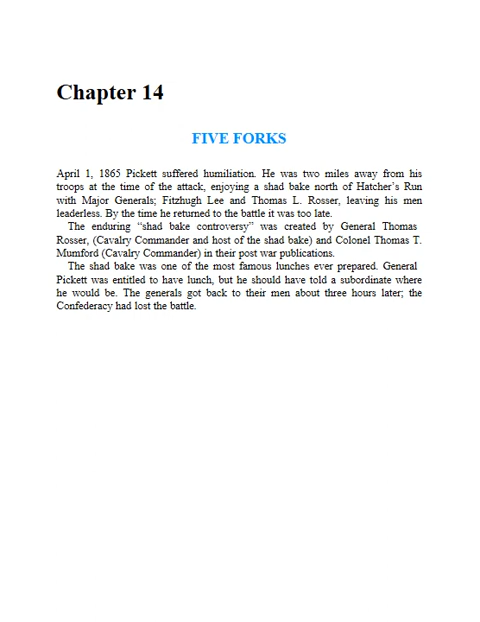 Chapter 14
FIVE FORKS
April 1, 1865 Pickett suffered humiliation. He was two miles away from his
troops at the time of the attack, enjoying a shad bake north of Hatcher’s Run
with Major Generals; Fitzhugh Lee and Thomas L. Rosser, leaving his men
leaderless. By the time he returned to the battle it was too late.
The enduring “shad bake controversy” was created by General Thomas
Rosser, (Cavalry Commander and host of the shad bake) and Colonel Thomas T.
Mumford (Cavalry Commander) in their post war publications.
The shad bake was one of the most famous lunches ever prepared. General
Pickett was entitled to have lunch, but he should have told a subordinate where
he would be. The generals got back to their men about three hours later; the
Confederacy had lost the battle.